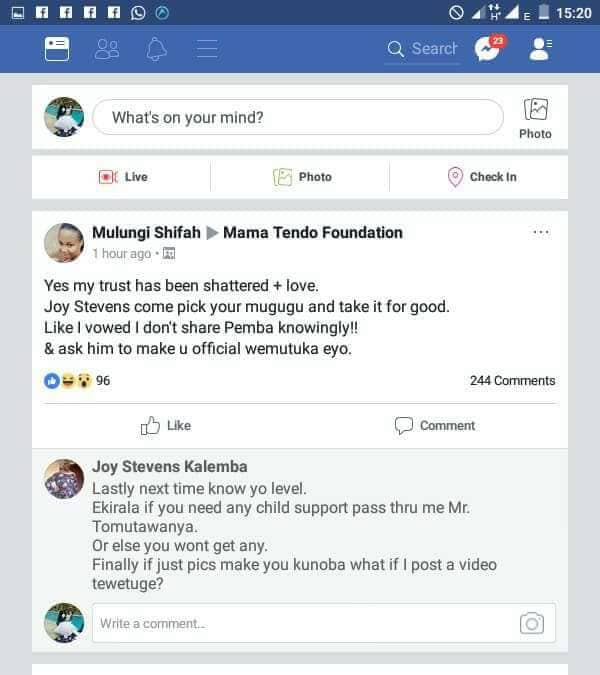 H+
E
15:20
Search
23
What's on your mind?
Photo
Live
Photo
Check In
Mulungi Shifah ▶ Mama Tendo Foundation
1 hour ago •
Yes my trust has been shattered + love.
Joy Stevens come pick your mugugu and take it for good.
Like I vowed I don't share Pemba knowingly!!
& ask him to make u official wemutuka eyo.
96
244 Comments
Like
Comment
Joy Stevens Kalemba
Lastly next time know yo level.
Ekirala if you need any child support pass thru me Mr.
Tomutawanya.
Or else you wont get any.
Finally if just pics make you kunoba what if I post a video
tewetuge?
Write a comment..